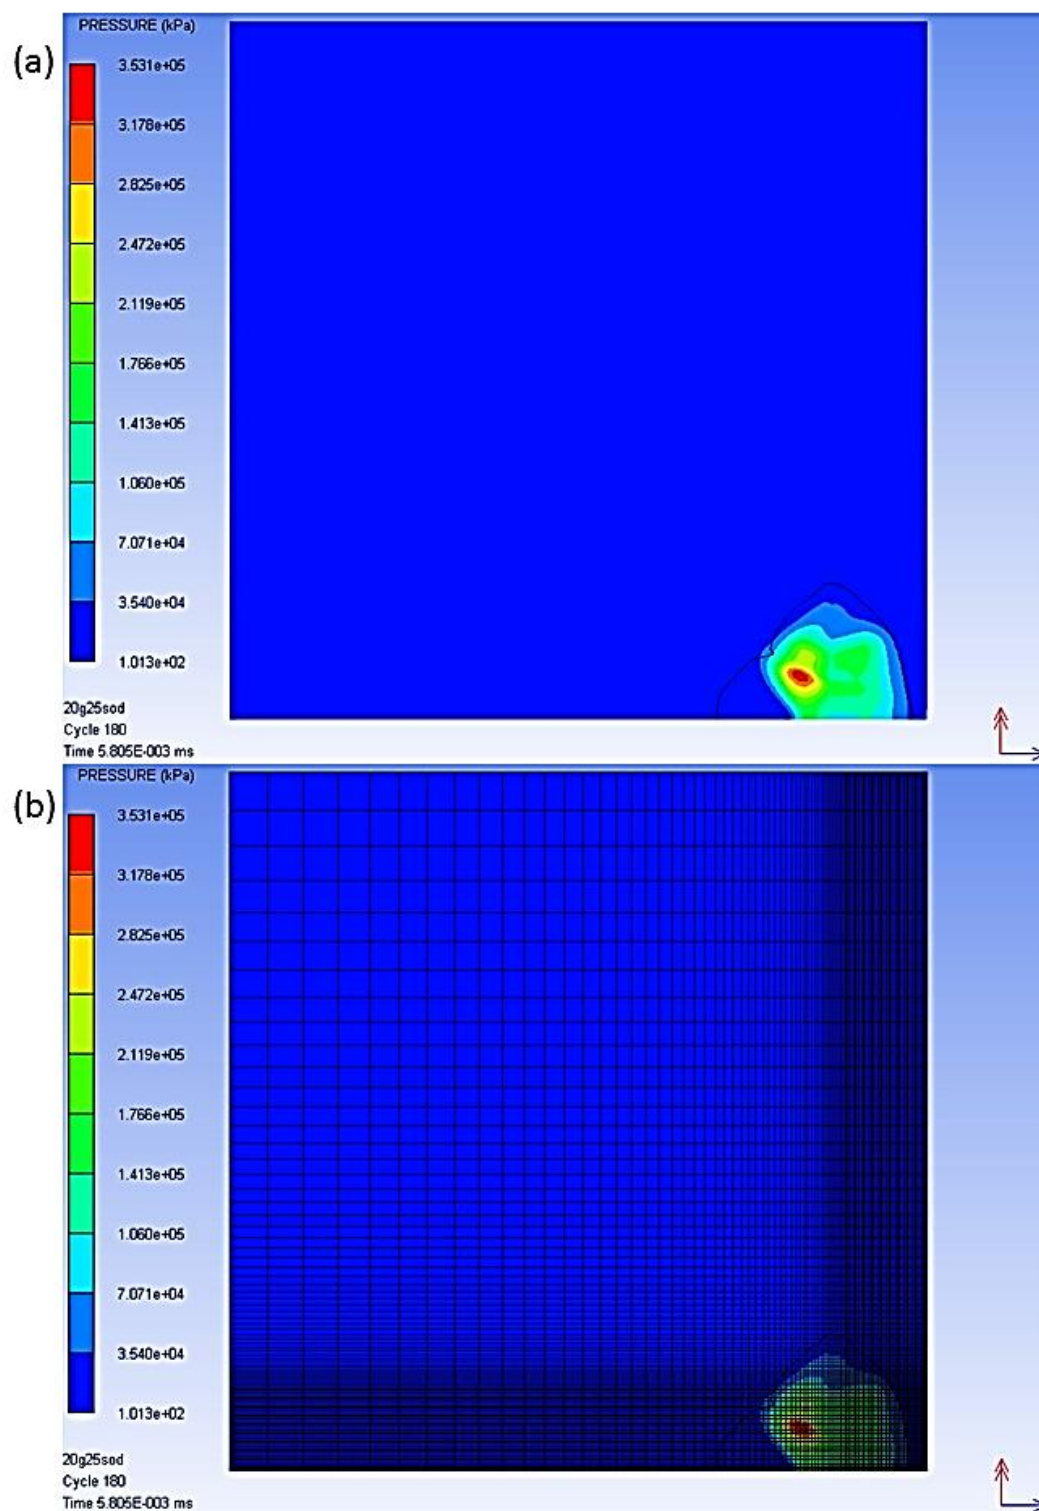 (a)
PRESSURE (kPa)
3.531e+05
3.178e+05
2.825e+05
2.472e+05
2.119e+05
1.766e+05
1.413e+05
1.060e+05
7.071e+04
3.540e+04
1.013e+02
20g25sod
Cycle 180
Time 5.805E-003 ms
(b)
PRESSURE (kPa)
3.531e+05
3.178e+05
2.825e+05
2.472e+05
2.119e+05
1.766e+05
1.413e+05
1.060e+05
7.071e+04
3.540e+04
1.013e+02
20g25sod
Cycle 180
Time 5.805E-003 ms